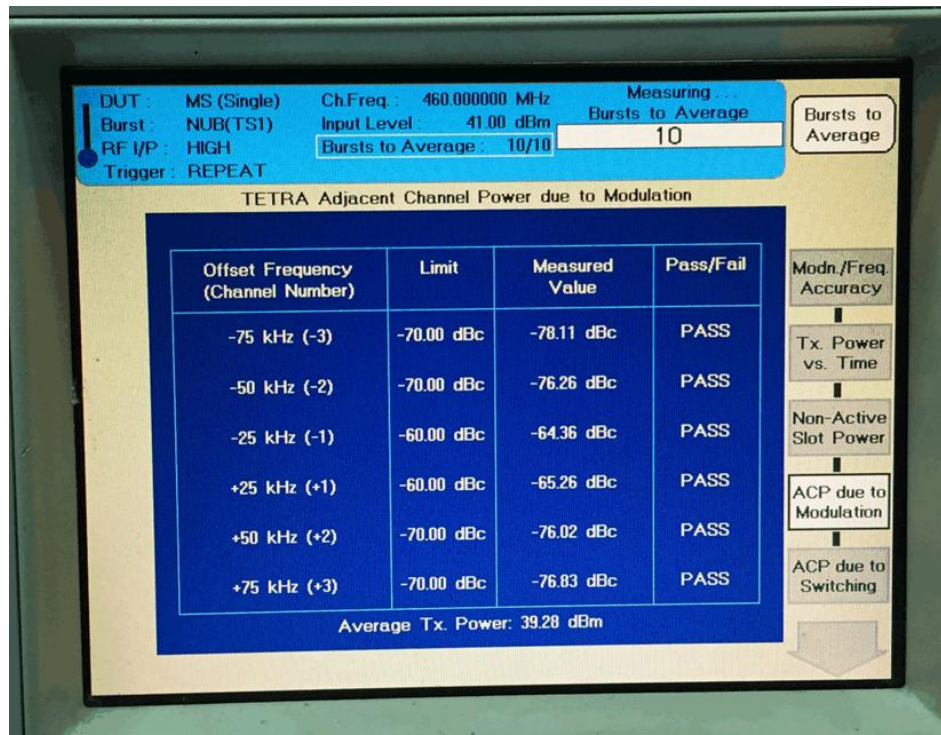 DUT : MS (Single) Ch.Freq. : 460.000000 MHz Measuring . . .
Burst : NUB(TS1) Input Level : 41.00 dBm Bursts to Average
RF I/P : HIGH Bursts to Average : 10/10 10
Trigger : REPEAT
Bursts to
Average
TETRA Adjacent Channel Power due to Modulation
Offset Frequency Limit Measured Pass/Fail
(Channel Number) Value
-75 kHz (-3) -70.00 dBc -78.11 dBc PASS
-50 kHz (-2) -70.00 dBc -76.26 dBc PASS
-25 kHz (-1) -60.00 dBc -64.36 dBc PASS
+25 kHz (+1) -60.00 dBc -65.26 dBc PASS
+50 kHz (+2) -70.00 dBc -76.02 dBc PASS
+75 kHz (+3) -70.00 dBc -76.83 dBc PASS
Average Tx. Power: 39.28 dBm
Modn./Freq.
Accuracy
Tx. Power
vs. Time
Non-Active
Slot Power
ACP due to
Modulation
ACP due to
Switching